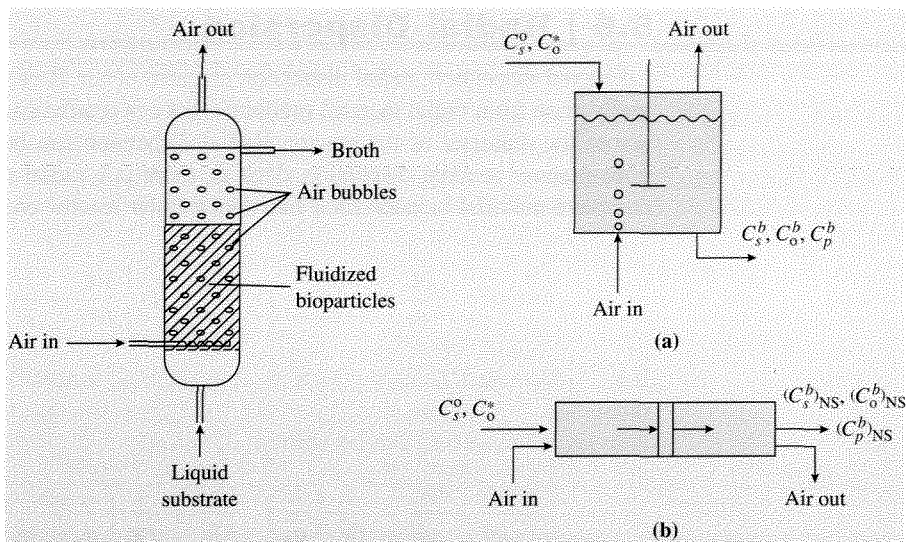 Air out
Broth
Air bubbles
Fluidized
bioparticles
Air in
Liquid
substrate
C_s^o, C_o^*
Air out
C_s^b, C_o^b, C_p^b
Air in
(a)
C_s^o, C_o^*
(C_s^b)_NS, (C_o^b)_NS
(C_p^b)_NS
Air in
Air out
(b)